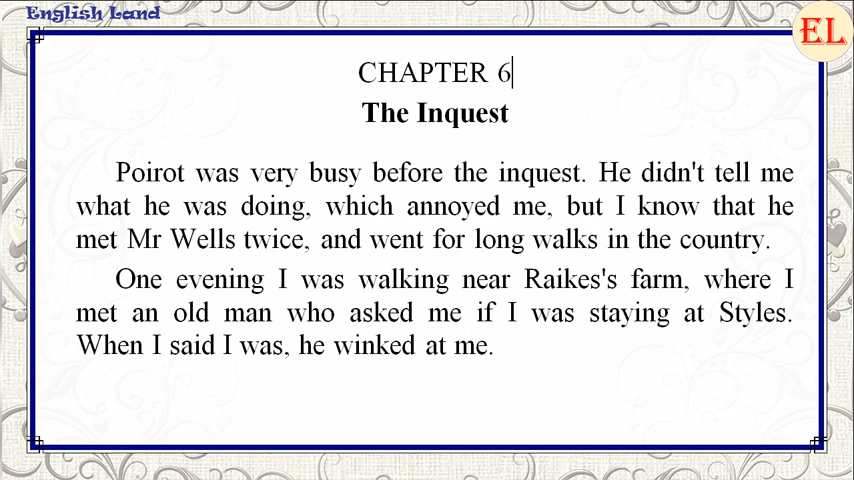 English Land
EL
CHAPTER 6
The Inquest
Poirot was very busy before the inquest. He didn't tell me
what he was doing, which annoyed me, but I know that he
met Mr Wells twice, and went for long walks in the country.
One evening I was walking near Raikes's farm, where I
met an old man who asked me if I was staying at Styles.
When I said I was, he winked at me.